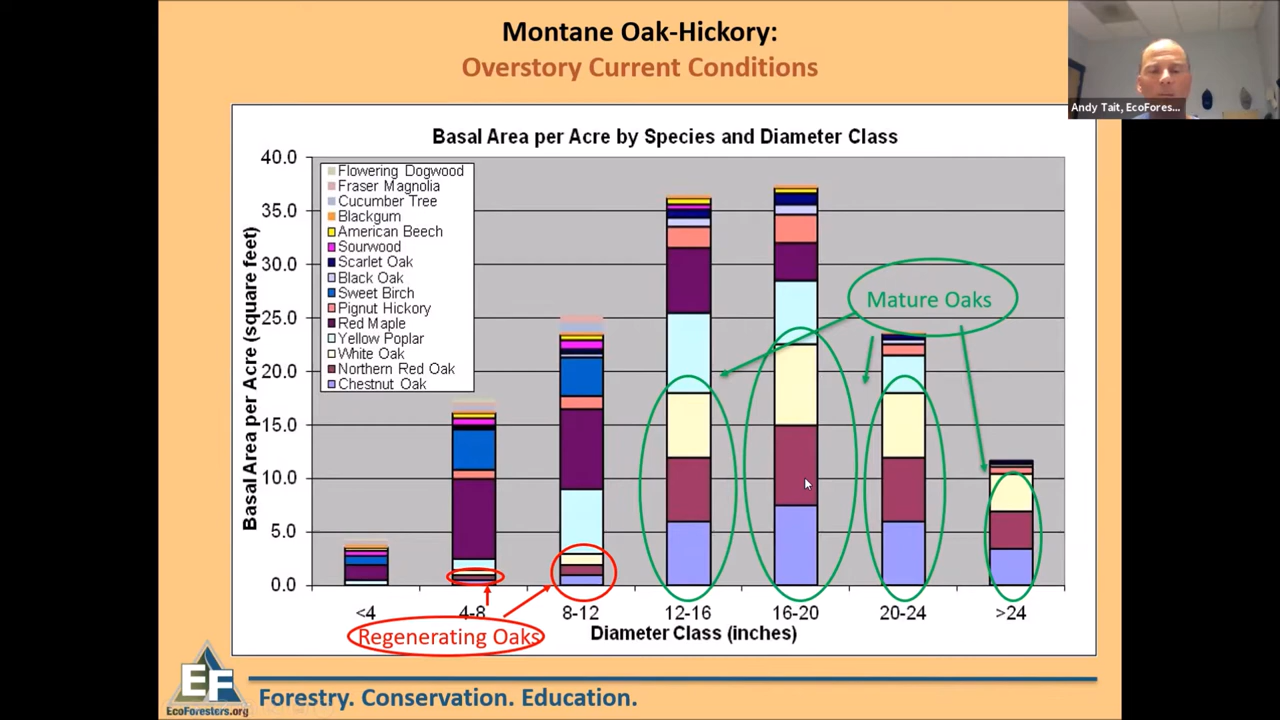 Montane Oak-Hickory:
Overstory Current Conditions
Andy Tait, EcoFores...
Basal Area per Acre by Species and Diameter Class
Basal Area per Acre (square feet)
40.0
35.0
30.0
25.0
20.0
15.0
10.0
5.0
0.0
Flowering Dogwood
Fraser Magnolia
Cucumber Tree
Blackgum
American Beech
Sourwood
Scarlet Oak
Black Oak
Sweet Birch
Pignut Hickory
Red Maple
Yellow Poplar
White Oak
Northern Red Oak
Chestnut Oak
Mature Oaks
<4 4-8 8-12 12-16 16-20 20-24 >24
Regenerating Oaks
Diameter Class (inches)
EF
EcoForesters.org
Forestry. Conservation. Education.